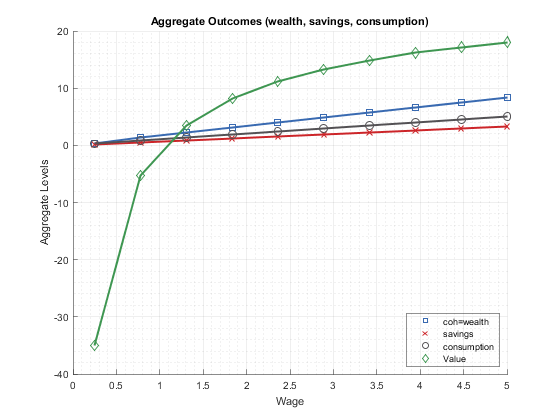 Aggregate Outcomes (wealth, savings, consumption)
20
10
0
-10
-20
-30
-40
Aggregate Levels
0 0.5 1 1.5 2 2.5 3 3.5 4 4.5 5
Wage
coh=wealth
savings
consumption
Value